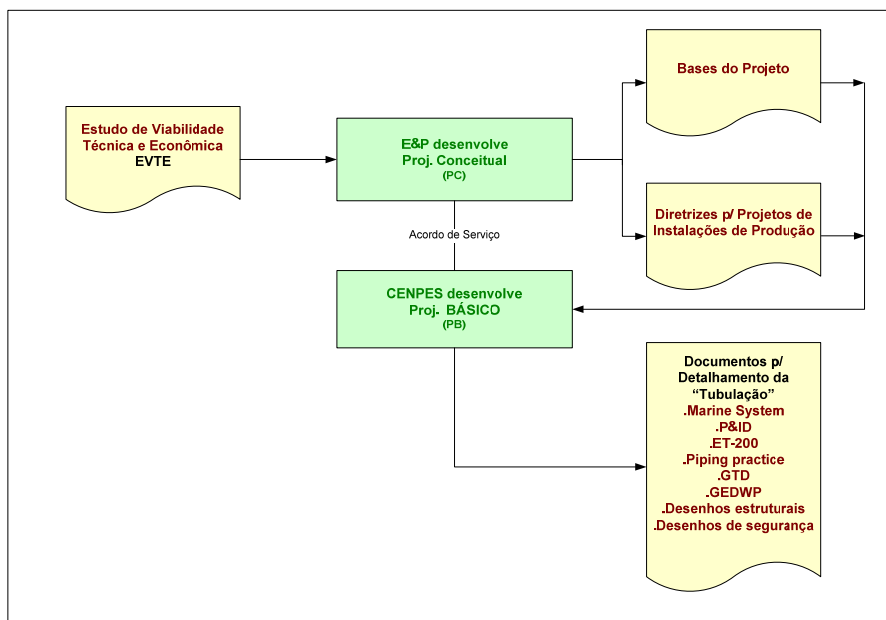 Estudo de Viabilidade
Técnica e Econômica
EVTE
E&P desenvolve
Proj. Conceitual
(PC)
Bases do Projeto
Diretrizes p/ Projetos de
Instalações de Produção
Acordo de Serviço
CENPES desenvolve
Proj. BÁSICO
(PB)
Documentos p/
Detalhamento da
“Tubulação”
.Marine System
.P&ID
.ET-200
.Piping practice
.GTD
.GEDWP
.Desenhos estruturais
.Desenhos de segurança